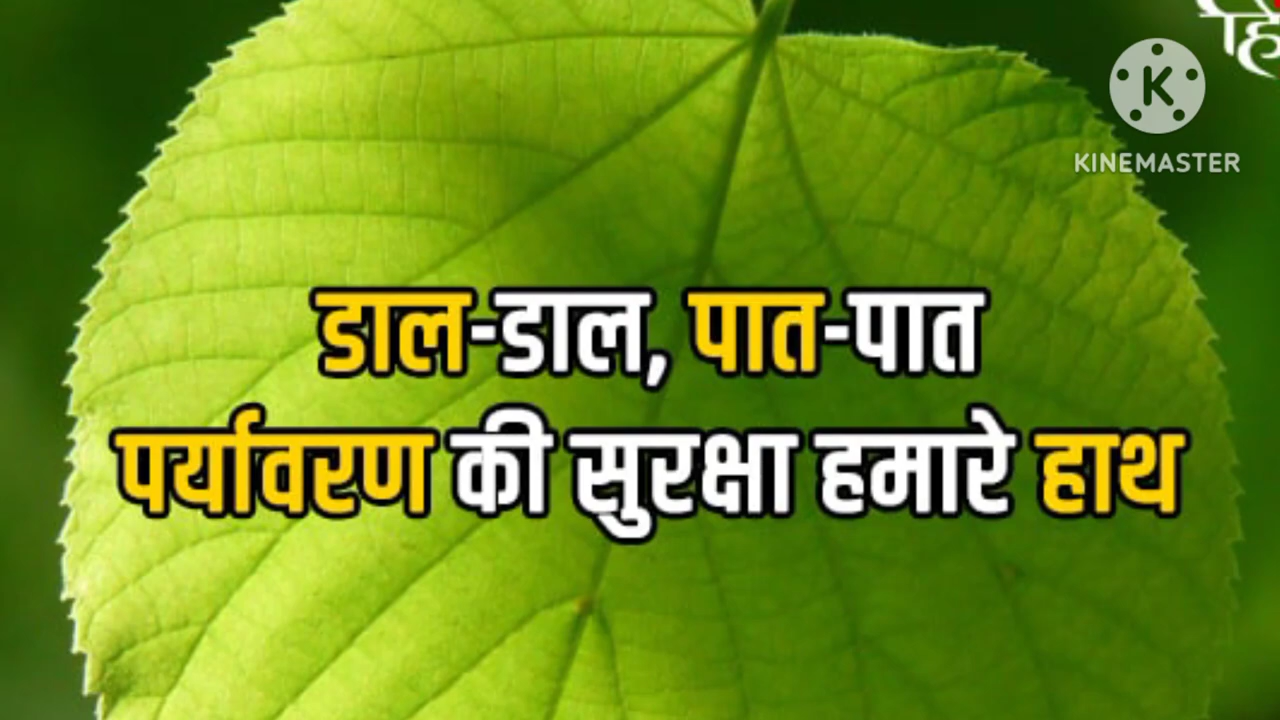 KINEMASTER
डाल-डाल, पात-पात
पर्यावरण की सुरक्षा हमारे हाथ